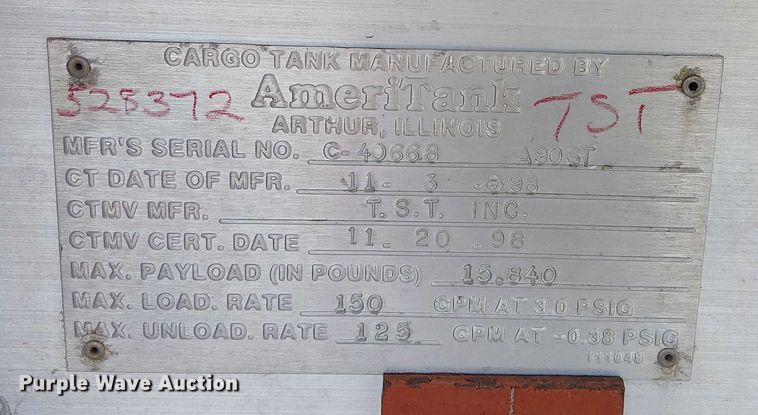 CARGO TANK MANUFACTURED BY
525372 AmeriTank TST
ARTHUR, ILLINOIS
MFR'S SERIAL NO. C-40668 A90ST
CT DATE OF MFR. 11- 3 -98
CTMV MFR. T.S.T. INC.
CTMV CERT. DATE 11. 20 .98
MAX. PAYLOAD (IN POUNDS) 15.840
MAX. LOAD. RATE 150 GPM AT 3.0 PSIG
MAX. UNLOAD. RATE 125 GPM AT -0.38 PSIG
111048
Purple Wave Auction